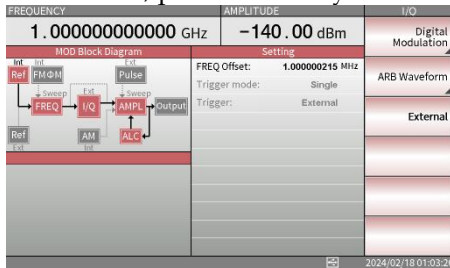 FREQUENCY AMPLITUDE I/Q
1.000000000000 GHz -140.00 dBm
Digital Modulation
MOD Block Diagram
Setting
Int Int Ext
Ref FMΦM Pulse
FREQ Offset: 1.000000215 MHz
ARB Waveform
Sweep Ext Sweep
Trigger mode: Single
FREQ I/Q AMPL Output
Trigger: External
External
Ref AM ALC
Ext Int
2024/02/18 01:03:20